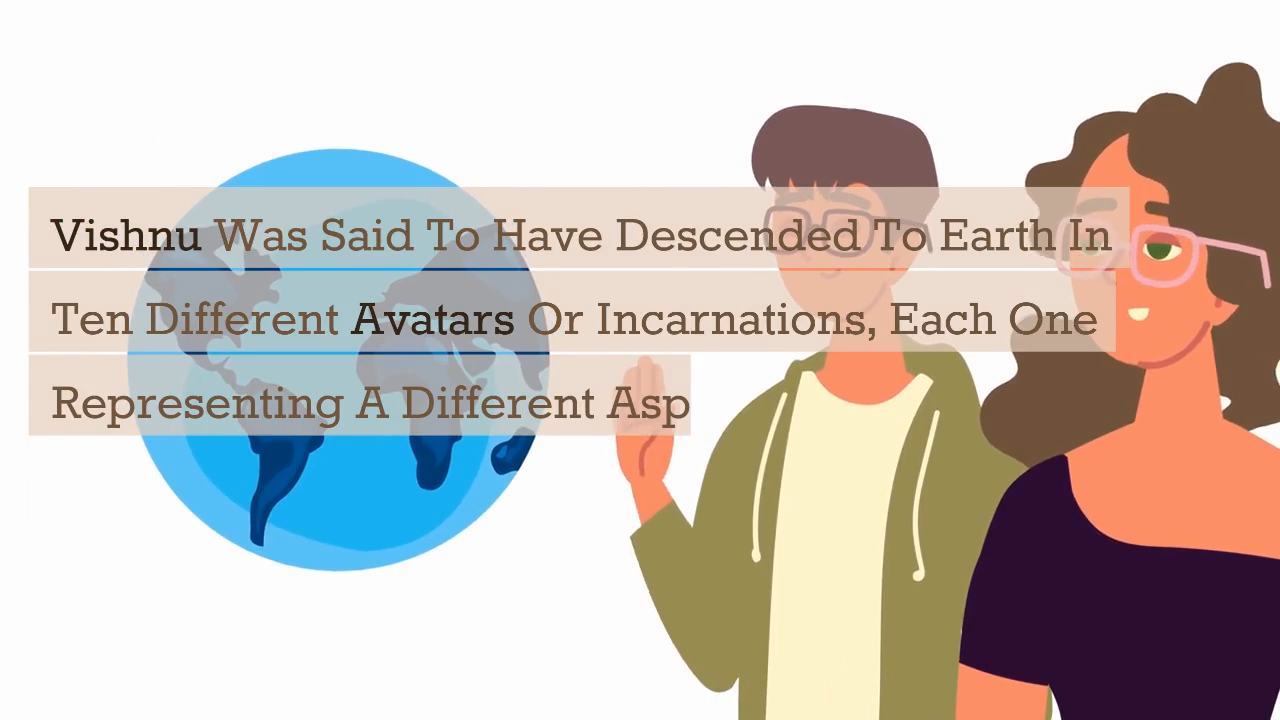 Vishnu Was Said To Have Descended To Earth In
Ten Different Avatars Or Incarnations, Each One
Representing A Different Asp